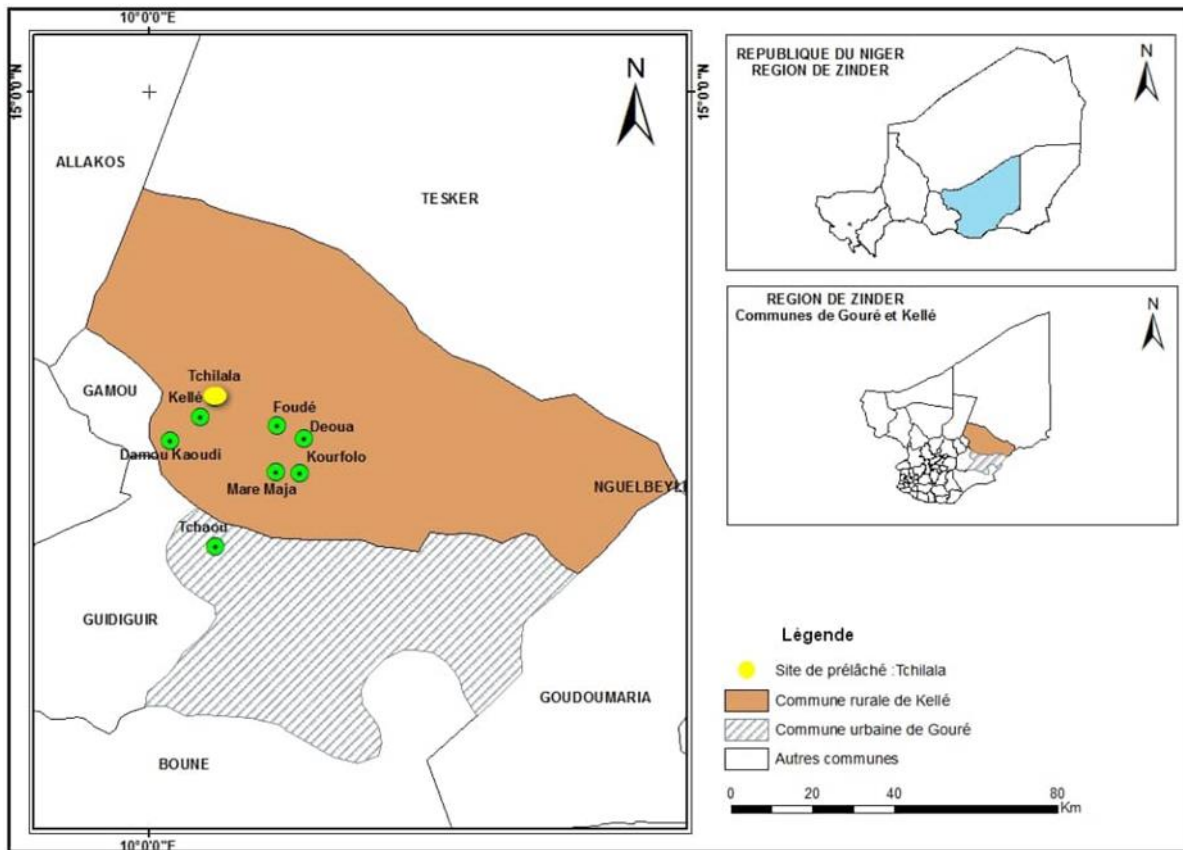 10°0'0"E
15°0'0"N
15°0'0"N
N
ALLAKOS
TESKER
GAMOU
Tchilala
Kellé
Foudé
Deoua
Damou Kaoudi
Kourfolo
Mare Maja
NGUELBEYLI
Tchaou
GUIDIGUIR
GOUDOUMARIA
BOUNE
10°0'0"E
REPUBLIQUE DU NIGER
REGION DE ZINDER
N
REGION DE ZINDER
Communes de Gouré et Kellé
N
Légende
Site de prélâché :Tchilala
Commune rurale de Kellé
Commune urbaine de Gouré
Autres communes
0 20 40 80
Km